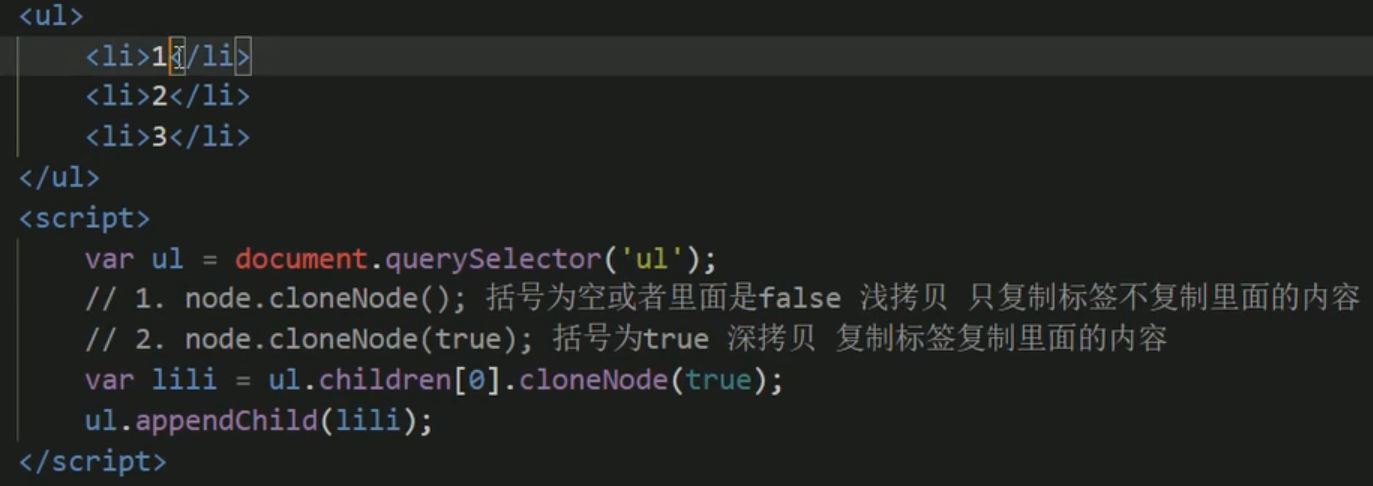 <ul>
    <li>1</li>
    <li>2</li>
    <li>3</li>
</ul>
<script>
    var ul = document.querySelector('ul');
    // 1. node.cloneNode(); 括号为空或者里面是false 浅拷贝 只复制标签不复制里面的内容
    // 2. node.cloneNode(true); 括号为true 深拷贝 复制标签复制里面的内容
    var lili = ul.children[0].cloneNode(true);
    ul.appendChild(lili);
</script>